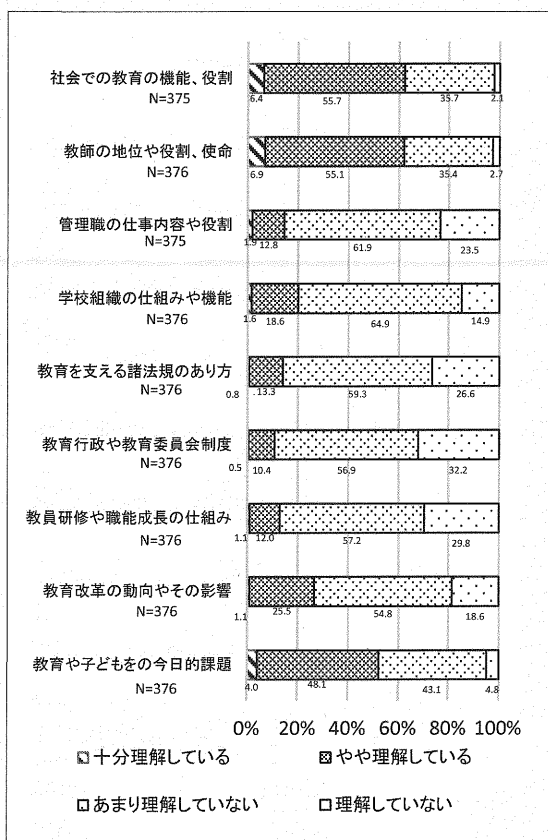 社会での教育の機能、役割
N=375
6.4 55.7 35.7 2.1
教師の地位や役割、使命
N=376
6.9 55.1 35.4 2.7
管理職の仕事内容や役割
N=375
1.9 12.8 61.9 23.5
学校組織の仕組みや機能
N=376
1.6 18.6 64.9 14.9
教育を支える諸法規のあり方
N=376
0.8 13.3 59.3 26.6
教育行政や教育委員会制度
N=376
0.5 10.4 56.9 32.2
教員研修や職能成長の仕組み
N=376
1.1 12.0 57.2 29.8
教育改革の動向やその影響
N=376
1.1 25.5 54.8 18.6
教育や子どもをの今日的課題
N=376
4.0 48.1 43.1 4.8
0% 20% 40% 60% 80% 100%
十分理解している やや理解している
あまり理解していない 理解していない